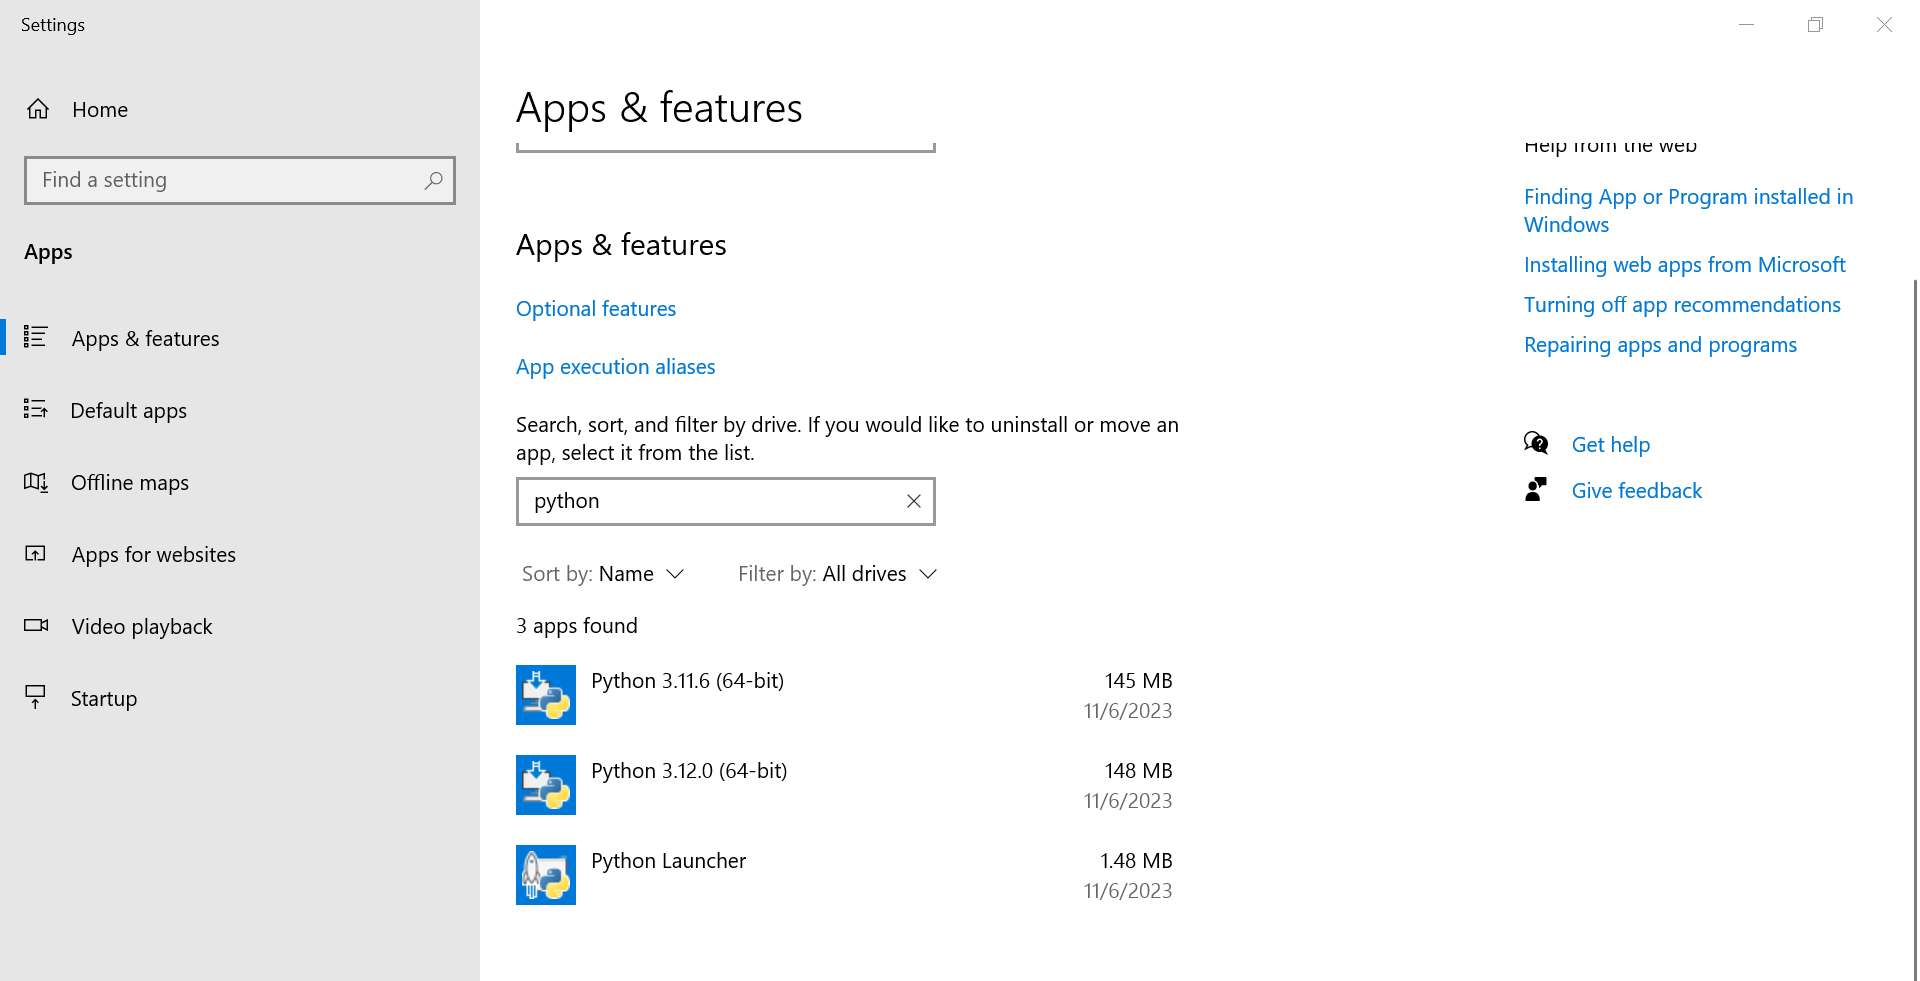 Settings
Home
Find a setting
Apps
Apps & features
Default apps
Offline maps
Apps for websites
Video playback
Startup
Apps & features
Apps & features
Optional features
App execution aliases
Search, sort, and filter by drive. If you would like to uninstall or move an
app, select it from the list.
python
Sort by: Name
Filter by: All drives
3 apps found
Python 3.11.6 (64-bit)
145 MB
11/6/2023
Python 3.12.0 (64-bit)
148 MB
11/6/2023
Python Launcher
1.48 MB
11/6/2023
Help from the web
Finding App or Program installed in
Windows
Installing web apps from Microsoft
Turning off app recommendations
Repairing apps and programs
Get help
Give feedback